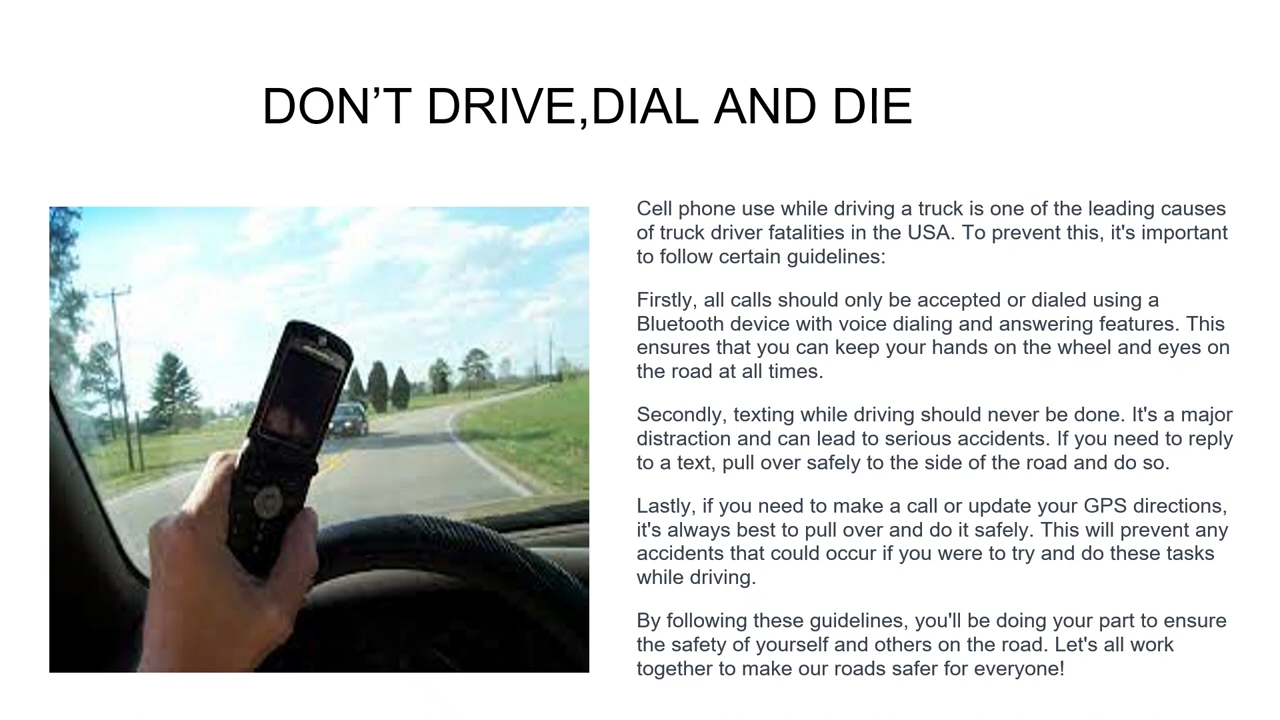 DON’T DRIVE,DIAL AND DIE
Cell phone use while driving a truck is one of the leading causes
of truck driver fatalities in the USA. To prevent this, it's important
to follow certain guidelines:
Firstly, all calls should only be accepted or dialed using a
Bluetooth device with voice dialing and answering features. This
ensures that you can keep your hands on the wheel and eyes on
the road at all times.
Secondly, texting while driving should never be done. It's a major
distraction and can lead to serious accidents. If you need to reply
to a text, pull over safely to the side of the road and do so.
Lastly, if you need to make a call or update your GPS directions,
it's always best to pull over and do it safely. This will prevent any
accidents that could occur if you were to try and do these tasks
while driving.
By following these guidelines, you'll be doing your part to ensure
the safety of yourself and others on the road. Let's all work
together to make our roads safer for everyone!